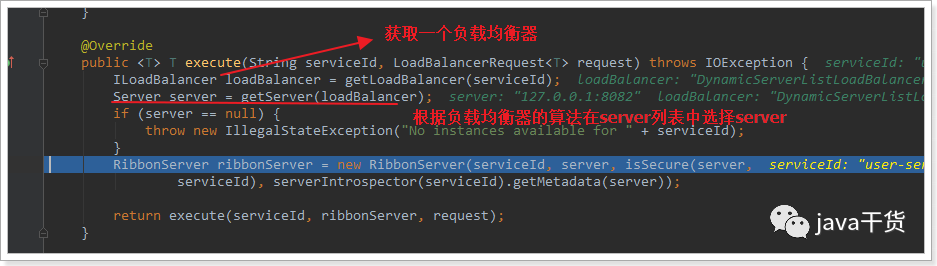 }
获取一个负载均衡器
@Override
public <T> T execute(String serviceId, LoadBalancerRequest<T> request) throws IOException { serviceId: "u
ILoadBalancer loadBalancer = getLoadBalancer(serviceId); loadBalancer: "DynamicServerListLoadBalanc
Server server = getServer(loadBalancer); server: "127.0.0.1:8082" loadBalancer: "DynamicServerListLo
if (server == null) { 根据负载均衡器的算法在server列表中选择server
throw new IllegalStateException("No instances available for " + serviceId);
}
RibbonServer ribbonServer = new RibbonServer(serviceId, server, isSecure(server, serviceId: "user-ser
serviceId), serverIntrospector(serviceId).getMetadata(server));
return execute(serviceId, ribbonServer, request);
}
java干货